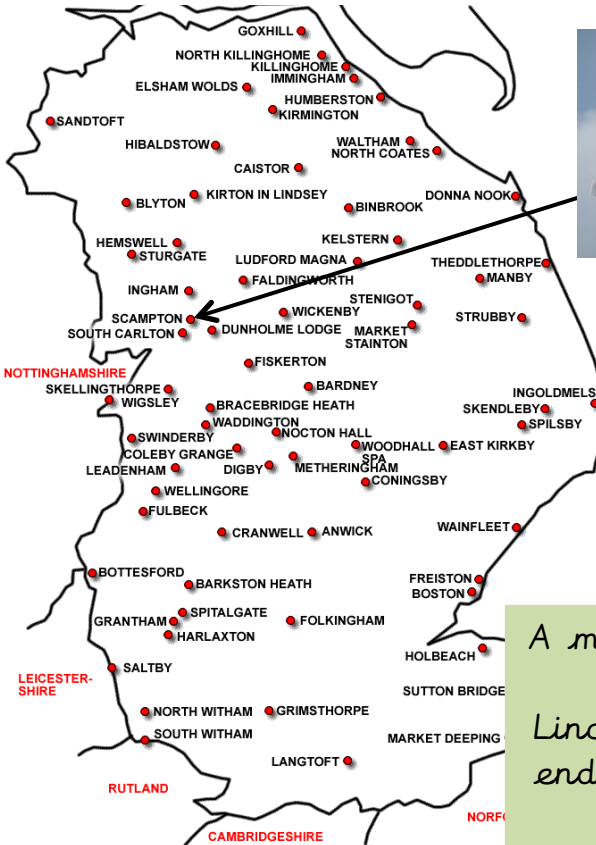 GOXHILL
NORTH KILLINGHOME
KILLINGHOME
IMMINGHAM
ELSHAM WOLDS
HUMBERSTON
KIRMINGTON
SANDTOFT
HIBALDSTOW
WALTHAM
NORTH COATES
CAISTOR
KIRTON IN LINDSEY
DONNA NOOK
BLYTON
BINBROOK
HEMSWELL
KELSTERN
STURGATE
LUDFORD MAGNA
THEDDLETHORPE
FALDINGWORTH
MANBY
INGHAM
STENIGOT
SCAMPTON
WICKENBY
STRUBBY
SOUTH CARLTON
DUNHOLME LODGE
MARKET
STAINTON
FISKERTON
NOTTINGHAMSHIRE
SKELLINGTHORPE
BARDNEY
INGOLDMELS
WIGSLEY
BRACEBRIDGE HEATH
SKENDLEBY
WADDINGTON
SPILSBY
SWINDERBY
NOCTON HALL
COLEBY GRANGE
WOODHALL
SPA
EAST KIRKBY
LEADENHAM
DIGBY
METHERINGHAM
CONINGSBY
WELLINGORE
FULBECK
CRANWELL
ANWICK
WAINFLEET
BOTTESFORD
BARKSTON HEATH
FREISTON
BOSTON
SPITALGATE
GRANTHAM
FOLKINGHAM
HARLAXTON
A m
HOLBEACH
SALTBY
LEICESTER-
SHIRE
SUTTON BRIDGE
NORTH WITHAM
GRIMSTHORPE
Linc
SOUTH WITHAM
MARKET DEEPING
LANGTOFT
end
RUTLAND
NORFO
CAMBRIDGESHIRE